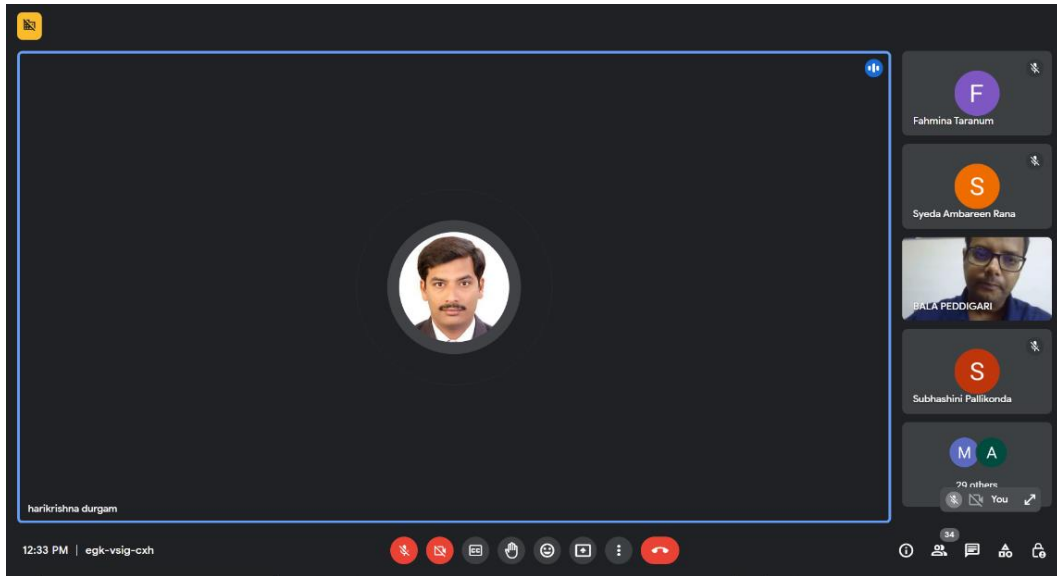 F
Fahmina Taranum
S
Syeda Ambareen Rana
BALA PEDDIGARI
S
Subhashini Pallikonda
M A
29 others
You
harikrishna durgam
12:33 PM | egk-vsig-cxh
CC
34